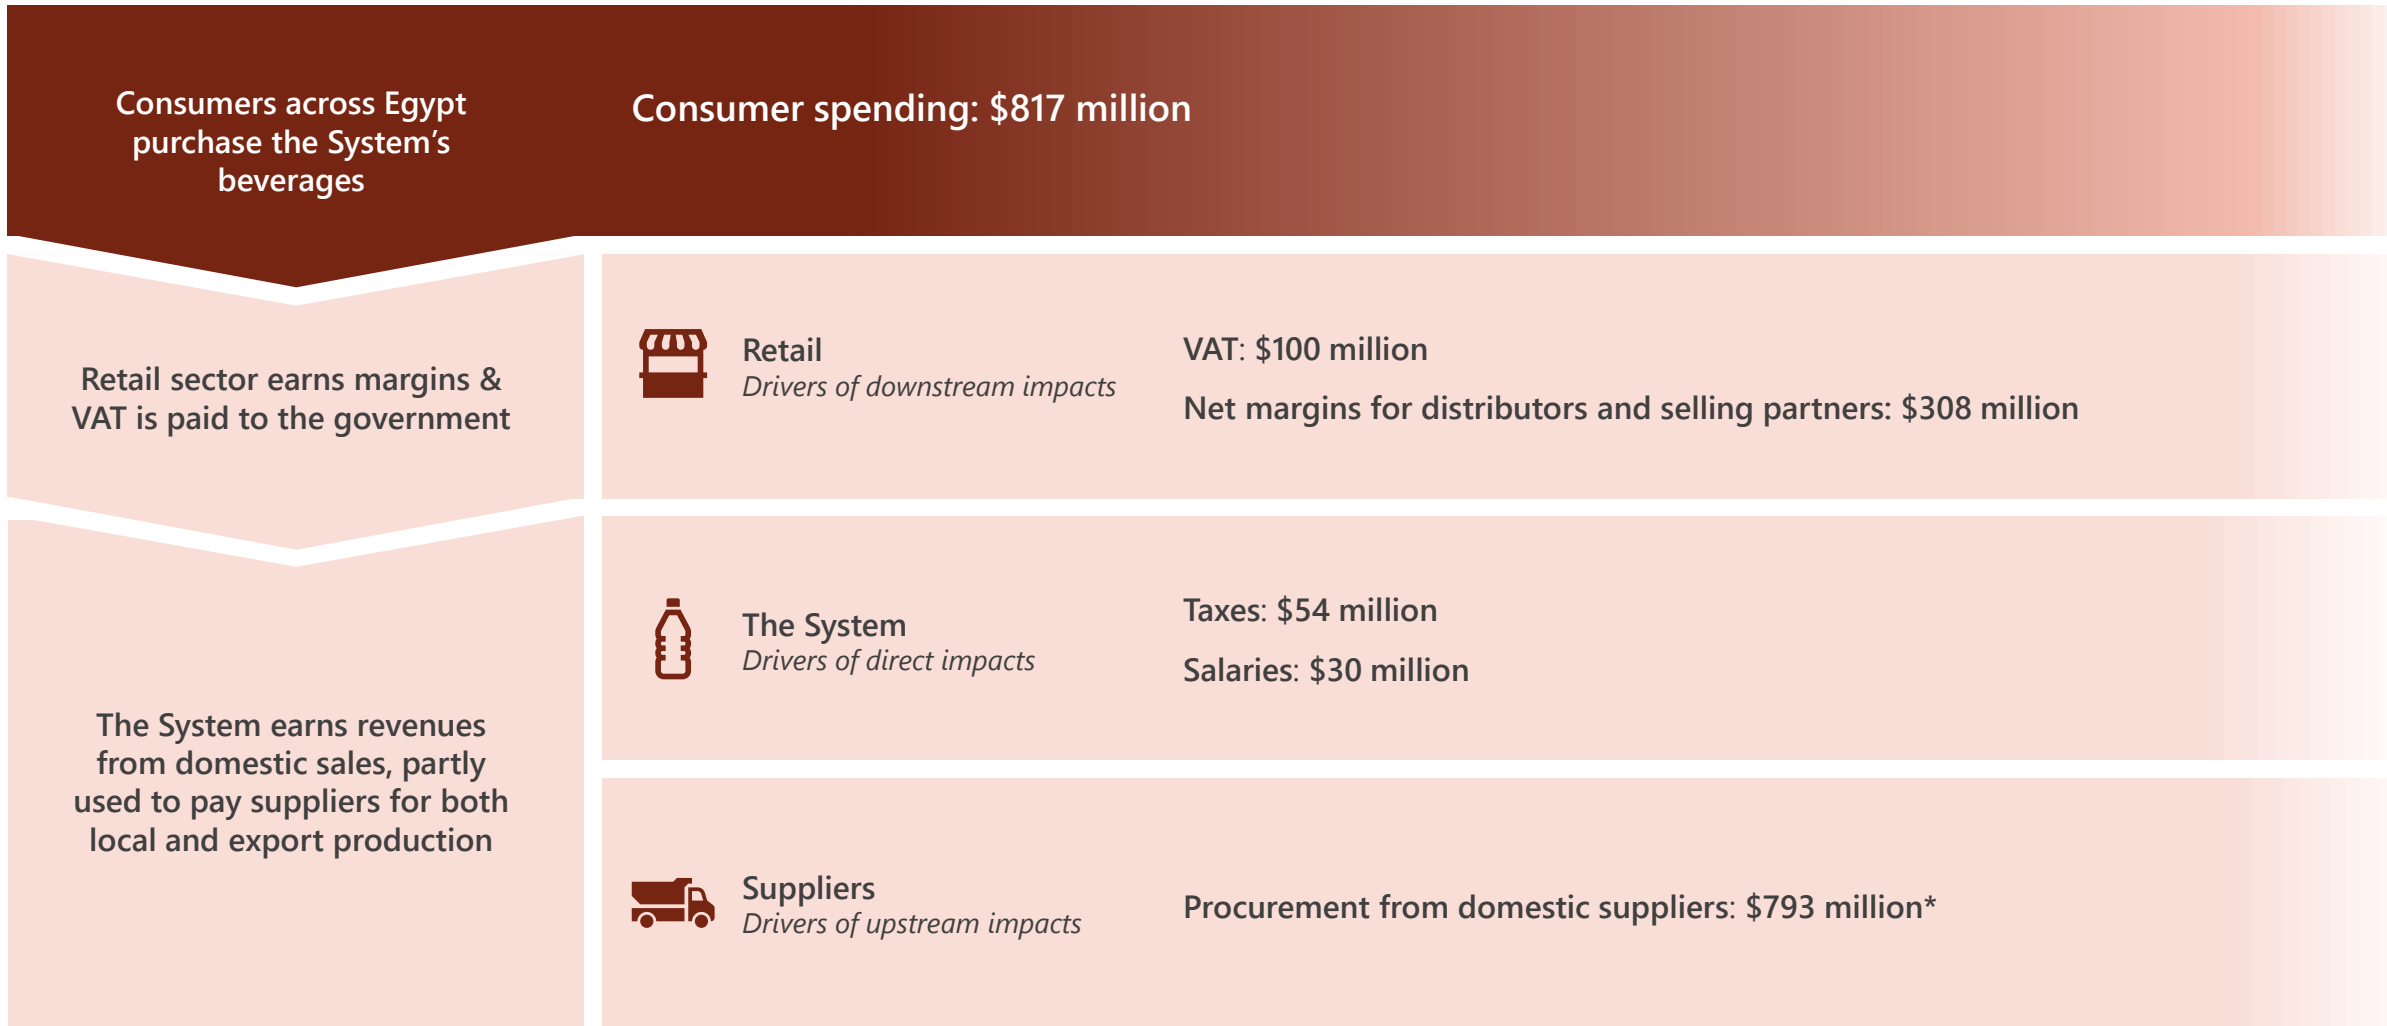 Consumers across Egypt
purchase the System’s
beverages
Consumer spending: $817 million
Retail sector earns margins &
VAT is paid to the government
Retail
Drivers of downstream impacts
VAT: $100 million
Net margins for distributors and selling partners: $308 million
The System earns revenues
from domestic sales, partly
used to pay suppliers for both
local and export production
The System
Drivers of direct impacts
Taxes: $54 million
Salaries: $30 million
Suppliers
Drivers of upstream impacts
Procurement from domestic suppliers: $793 million*